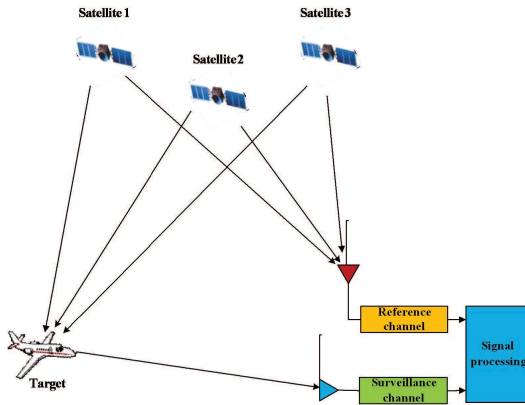 Satellite 1
Satellite 3
Satellite 2
Reference
channel
Signal
processing
Target
Surveillance
channel